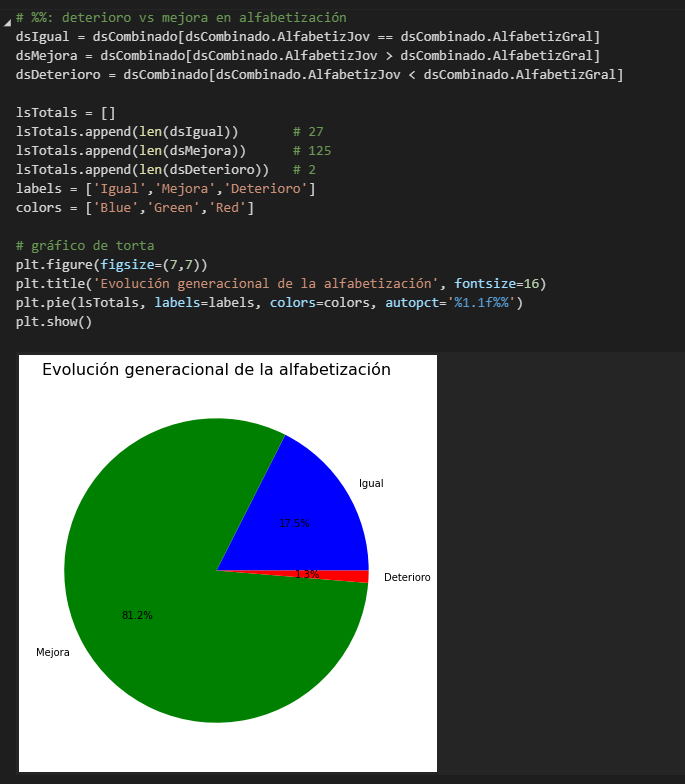 # %%: deterioro vs mejora en alfabetización
dsIgual = dsCombinado[dsCombinado.AlfabetizJov == dsCombinado.AlfabetizGral]
dsMejora = dsCombinado[dsCombinado.AlfabetizJov > dsCombinado.AlfabetizGral]
dsDeterioro = dsCombinado[dsCombinado.AlfabetizJov < dsCombinado.AlfabetizGral]
lsTotals = []
lsTotals.append(len(dsIgual)) # 27
lsTotals.append(len(dsMejora)) # 125
lsTotals.append(len(dsDeterioro)) # 2
labels = ['Igual','Mejora','Deterioro']
colors = ['Blue','Green','Red']
# gráfico de torta
plt.figure(figsize=(7,7))
plt.title('Evolución generacional de la alfabetización', fontsize=16)
plt.pie(lsTotals, labels=labels, colors=colors, autopct='%1.1f%%')
plt.show()
Evolución generacional de la alfabetización
Igual
17.5%
Deterioro
1.3%
81.2%
Mejora